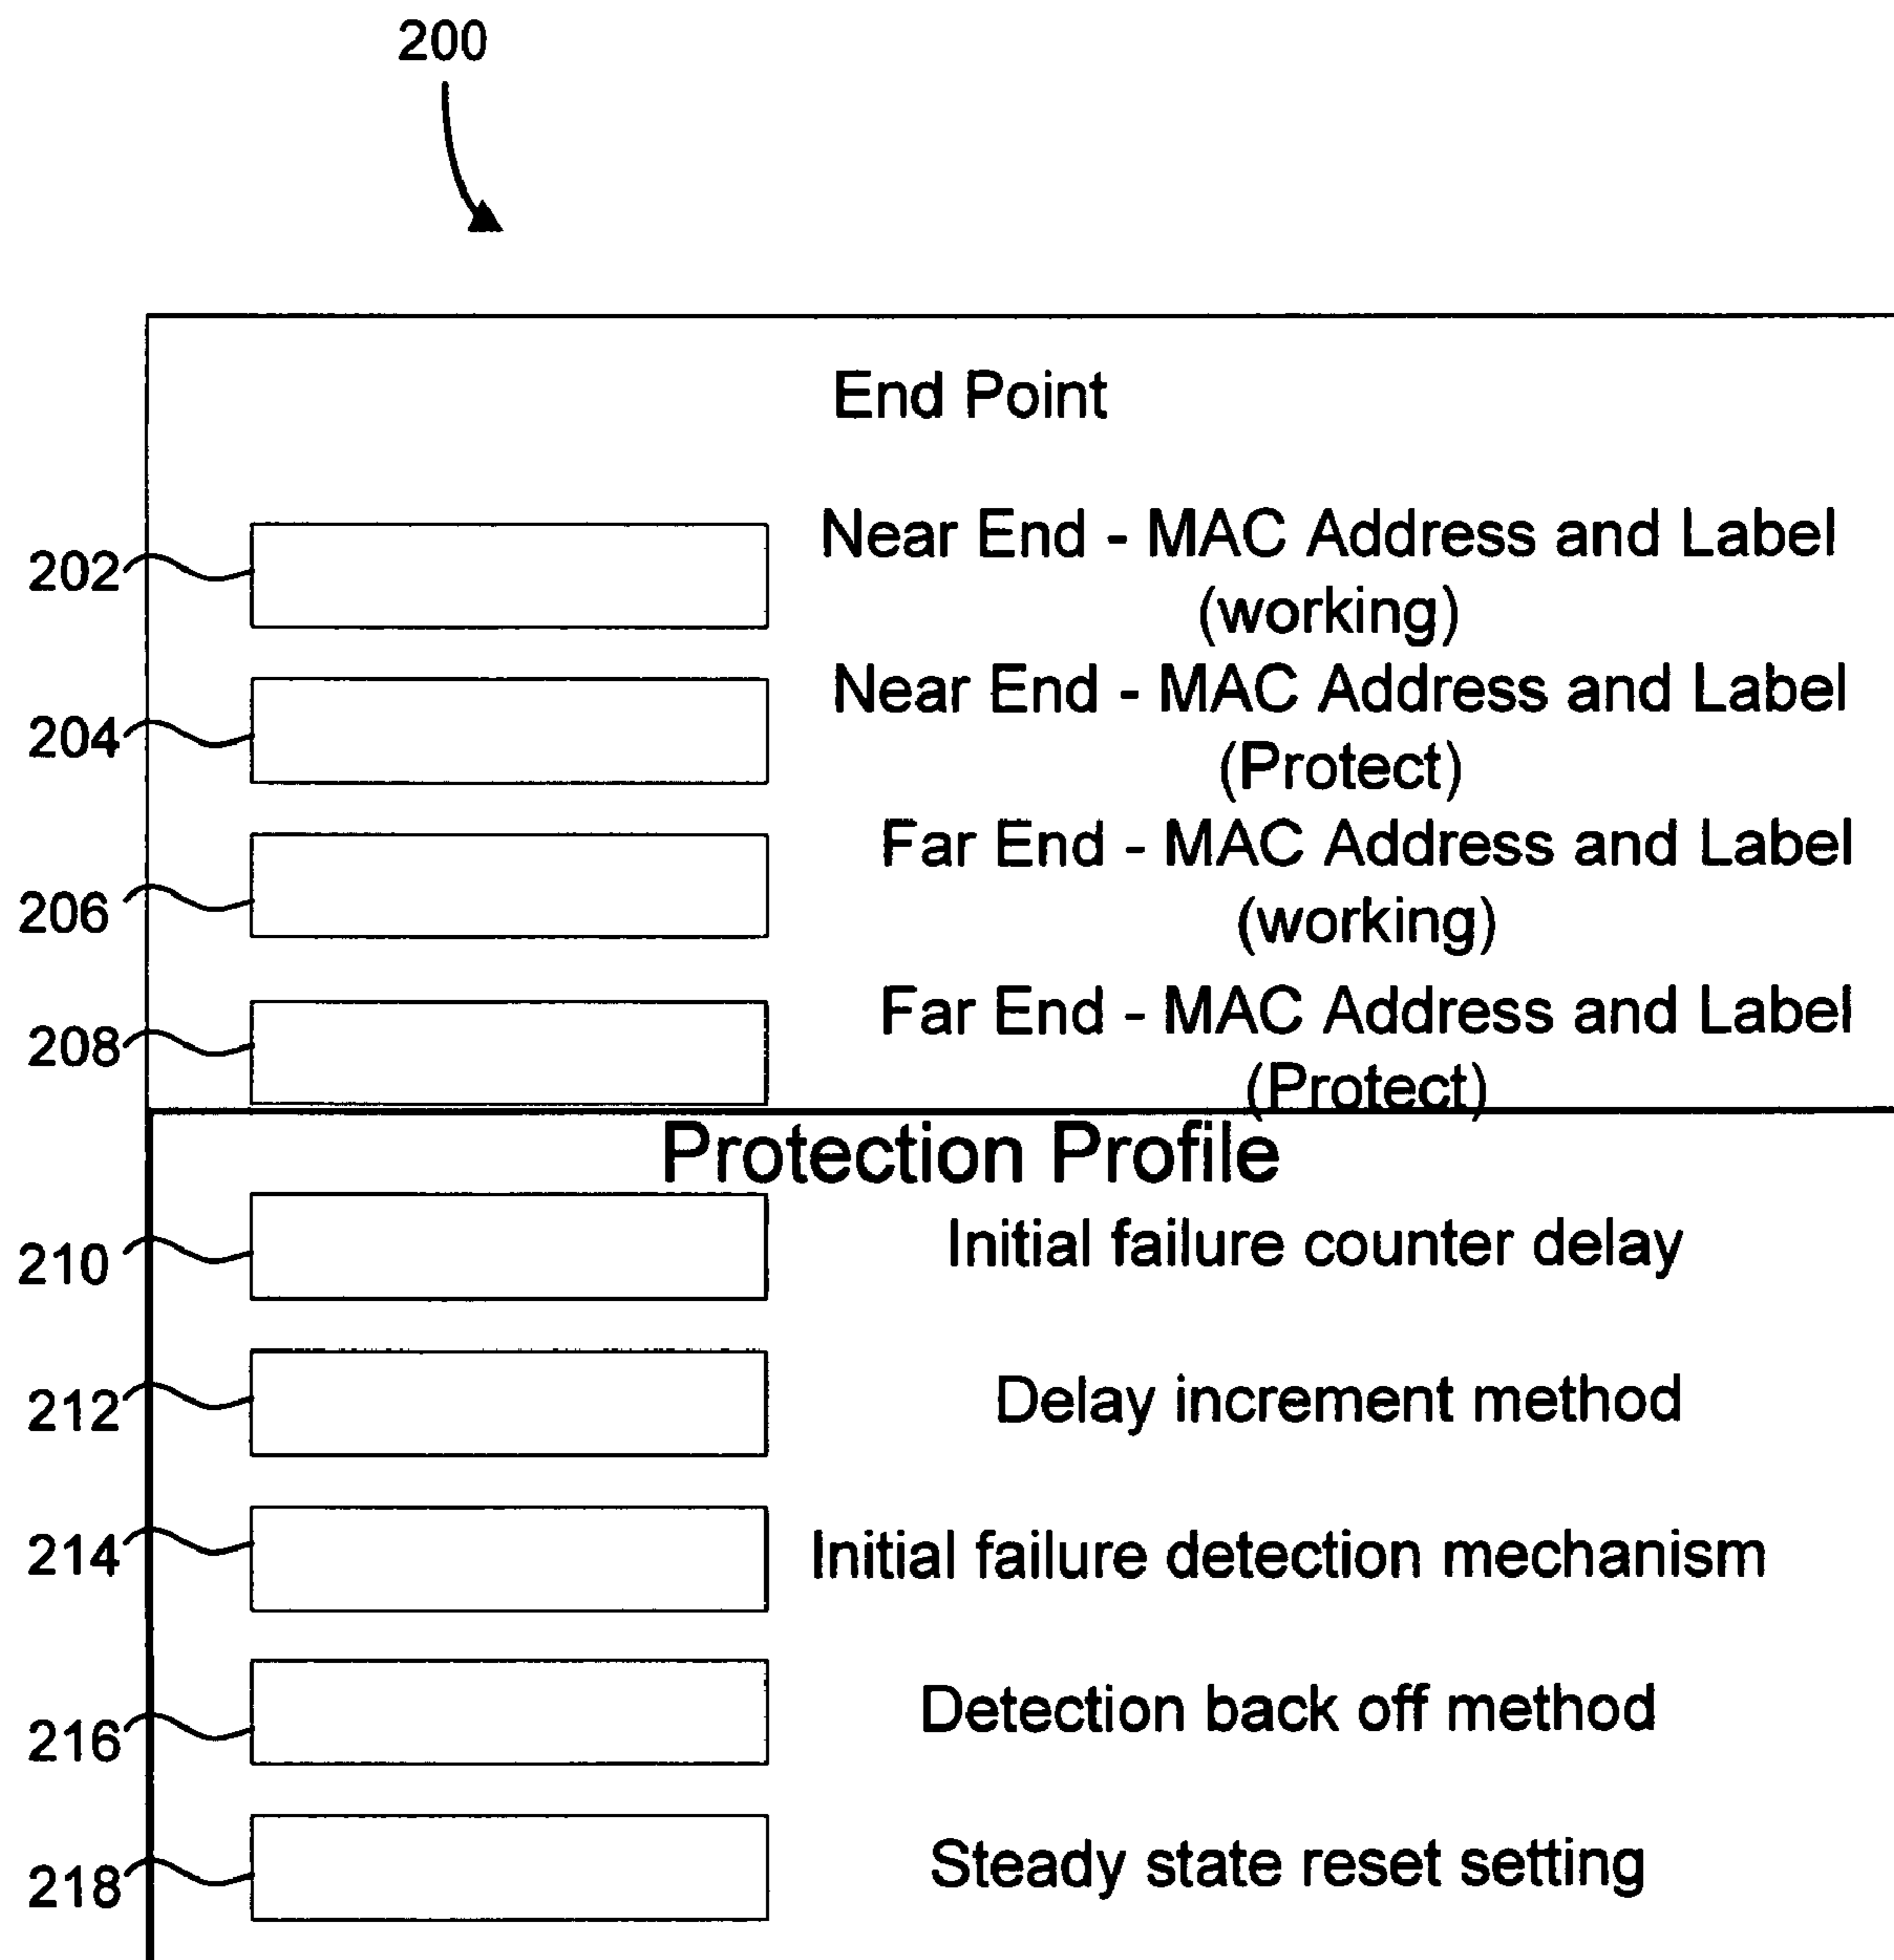 200
End Point
202
Near End - MAC Address and Label
(working)
204
Near End - MAC Address and Label
(Protect)
206
Far End - MAC Address and Label
(working)
208
Far End - MAC Address and Label
(Protect)
Protection Profile
210
Initial failure counter delay
212
Delay increment method
214
Initial failure detection mechanism
216
Detection back off method
218
Steady state reset setting